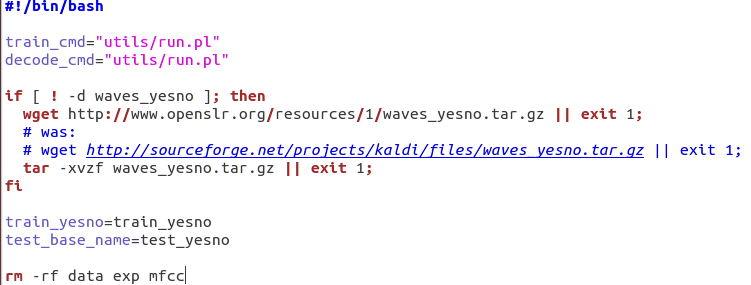 #!/bin/bash
train_cmd="utils/run.pl"
decode_cmd="utils/run.pl"
if [ ! -d waves_yesno ]; then
  wget http://www.openslr.org/resources/1/waves_yesno.tar.gz || exit 1;
  # was:
  # wget http://sourceforge.net/projects/kaldi/files/waves_yesno.tar.gz || exit 1;
  tar -xvzf waves_yesno.tar.gz || exit 1;
fi
train_yesno=train_yesno
test_base_name=test_yesno
rm -rf data exp mfcc